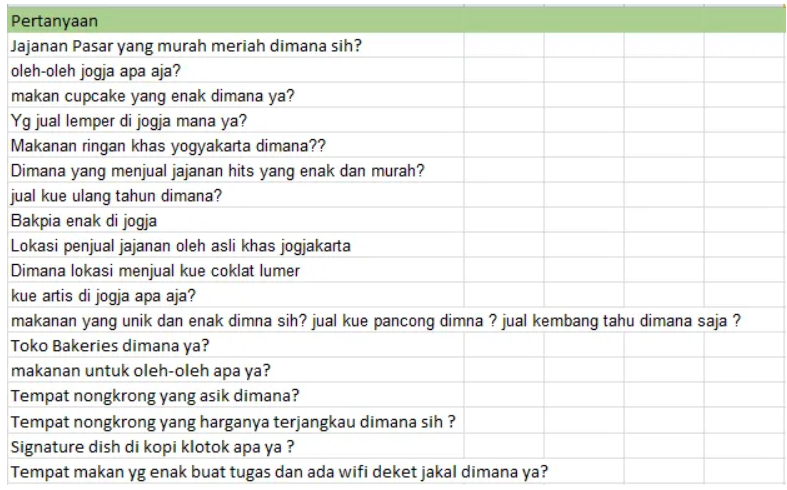 Pertanyaan
Jajanan Pasar yang murah meriah dimana sih?
oleh-oleh jogja apa aja?
makan cupcake yang enak dimana ya?
Yg jual lemper di jogja mana ya?
Makanan ringan khas yogyakarta dimana??
Dimana yang menjual jajanan hits yang enak dan murah?
jual kue ulang tahun dimana?
Bakpia enak di jogja
Lokasi penjual jajanan oleh asli khas jogjakarta
Dimana lokasi menjual kue coklat lumer
kue artis di jogja apa aja?
makanan yang unik dan enak dimna sih? jual kue pancong dimna ? jual kembang tahu dimana saja ?
Toko Bakeries dimana ya?
makanan untuk oleh-oleh apa ya?
Tempat nongkrong yang asik dimana?
Tempat nongkrong yang harganya terjangkau dimana sih ?
Signature dish di kopi klotok apa ya ?
Tempat makan yg enak buat tugas dan ada wifi deket jakal dimana ya?